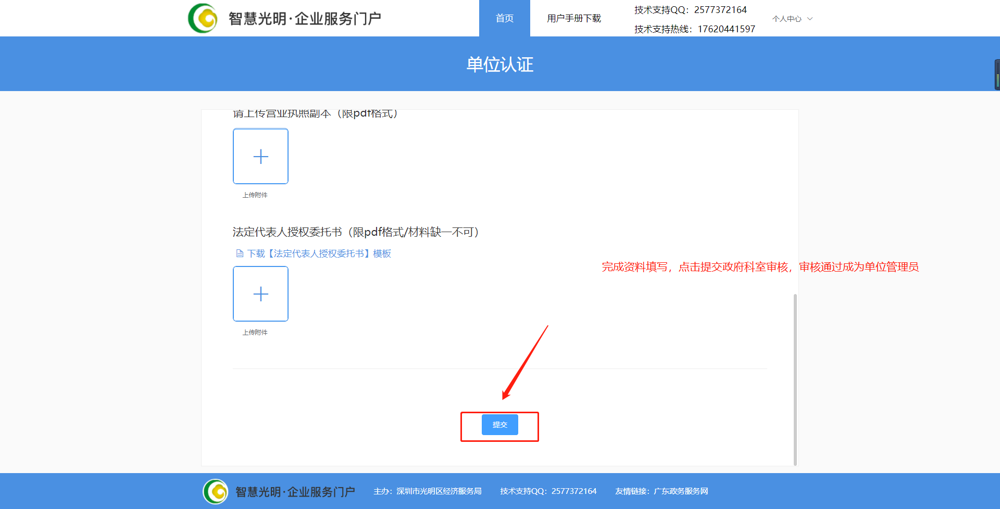 智慧光明·企业服务门户
首页
用户手册下载
技术支持QQ：2577372164
技术支持热线：17620441597
个人中心
单位认证
请上传营业执照副本（限pdf格式）
上传附件
法定代表人授权委托书（限pdf格式/材料缺一不可）
下载【法定代表人授权委托书】模板
完成资料填写，点击提交政府科室审核，审核通过成为单位管理员
上传附件
提交
智慧光明·企业服务门户
主办：深圳市光明区经济服务局
技术支持QQ：2577372164
友情链接：广东政务服务网